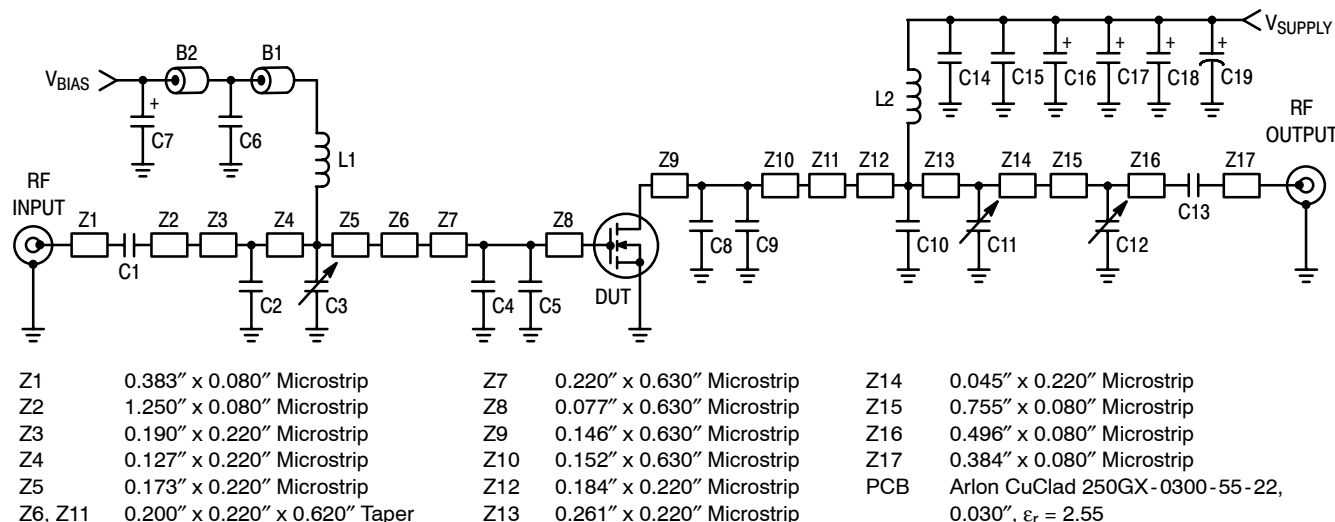 VSUPPLY
B2 B1
VBIAS
+ + + + +
C14 C15 C16 C17 C18 C19
C7 C6
L1
L2
RF
OUTPUT
RF
INPUT
Z9 Z10 Z11 Z12 Z13 Z14 Z15 Z16 Z17
C13
Z1 Z2 Z3 Z4 Z5 Z6 Z7 Z8
C1
C8 C9 C10 C11 C12
C2 C3 C4 C5
DUT
Z1 0.383″ x 0.080″ Microstrip Z7 0.220″ x 0.630″ Microstrip Z14 0.045″ x 0.220″ Microstrip
Z2 1.250″ x 0.080″ Microstrip Z8 0.077″ x 0.630″ Microstrip Z15 0.755″ x 0.080″ Microstrip
Z3 0.190″ x 0.220″ Microstrip Z9 0.146″ x 0.630″ Microstrip Z16 0.496″ x 0.080″ Microstrip
Z4 0.127″ x 0.220″ Microstrip Z10 0.152″ x 0.630″ Microstrip Z17 0.384″ x 0.080″ Microstrip
Z5 0.173″ x 0.220″ Microstrip Z12 0.184″ x 0.220″ Microstrip PCB Arlon CuClad 250GX-0300-55-22,
Z6, Z11 0.200″ x 0.220″ x 0.620″ Taper Z13 0.261″ x 0.220″ Microstrip 0.030″, εr = 2.55